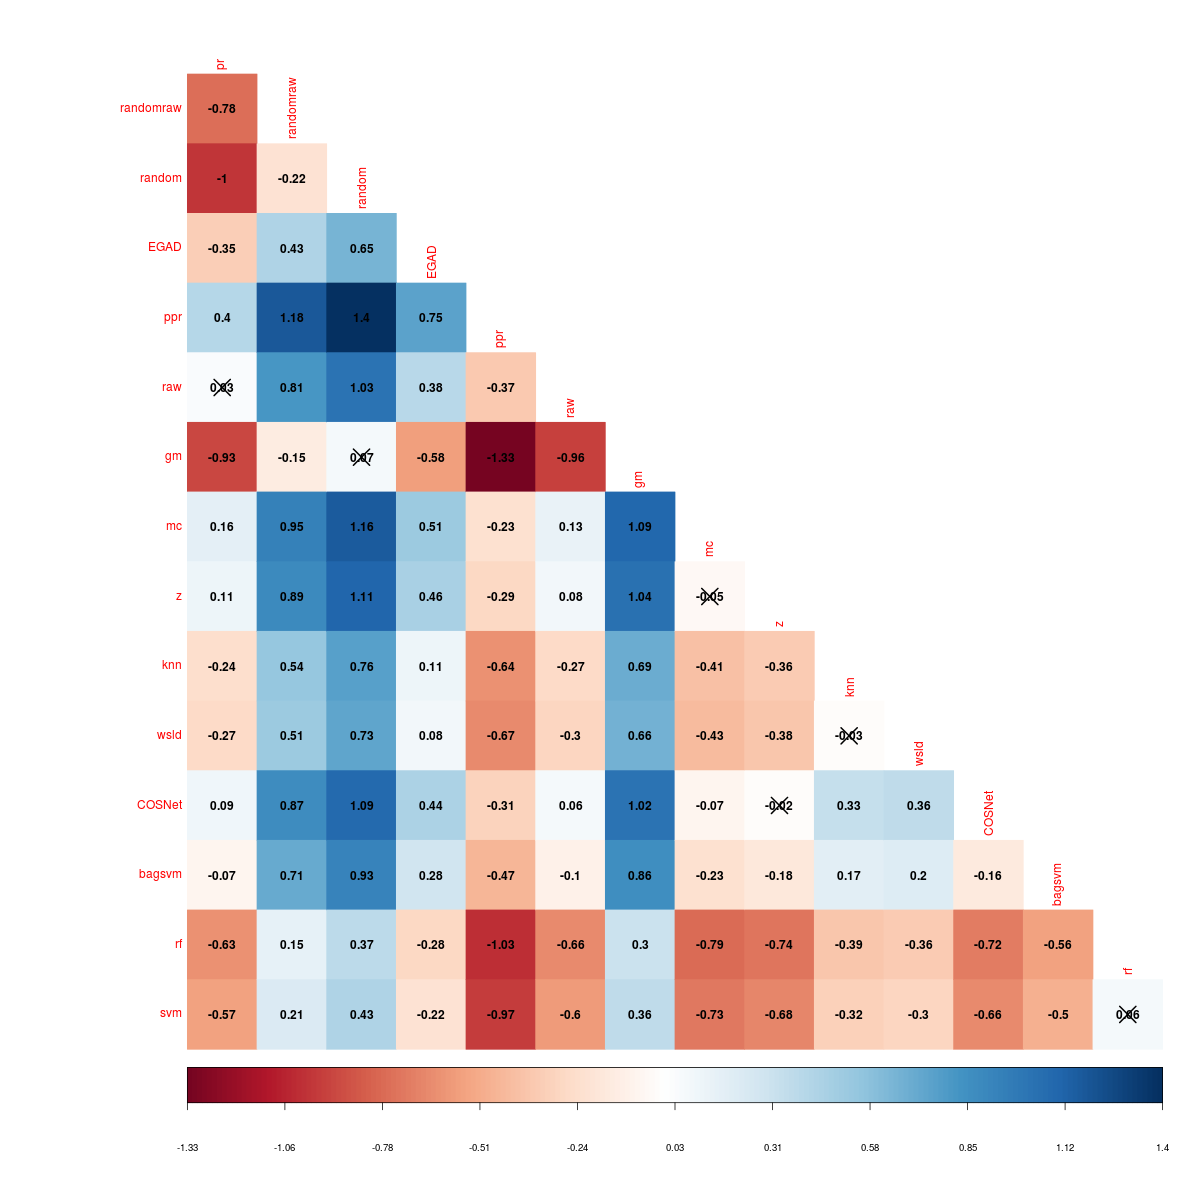 pr
randomraw -0.78 randomraw
random -1 -0.22 random
EGAD -0.35 0.43 0.65 EGAD
ppr 0.4 1.18 1.4 0.75 ppr
raw 0.03 0.81 1.03 0.38 -0.37 raw
gm -0.93 -0.15 0.07 -0.58 -1.33 -0.96 gm
mc 0.16 0.95 1.16 0.51 -0.23 0.13 1.09 mc
z 0.11 0.89 1.11 0.46 -0.29 0.08 1.04 -0.05 z
knn -0.24 0.54 0.76 0.11 -0.64 -0.27 0.69 -0.41 -0.36 knn
wsld -0.27 0.51 0.73 0.08 -0.67 -0.3 0.66 -0.43 -0.38 -0.03 wsld
COSNet 0.09 0.87 1.09 0.44 -0.31 0.06 1.02 -0.07 -0.02 0.33 0.36 COSNet
bagsvm -0.07 0.71 0.93 0.28 -0.47 -0.1 0.86 -0.23 -0.18 0.17 0.2 -0.16 bagsvm
rf -0.63 0.15 0.37 -0.28 -1.03 -0.66 0.3 -0.79 -0.74 -0.39 -0.36 -0.72 -0.56 rf
svm -0.57 0.21 0.43 -0.22 -0.97 -0.6 0.36 -0.73 -0.68 -0.32 -0.3 -0.66 -0.5 0.06
-1.33 -1.06 -0.78 -0.51 -0.24 0.03 0.31 0.58 0.85 1.12 1.4